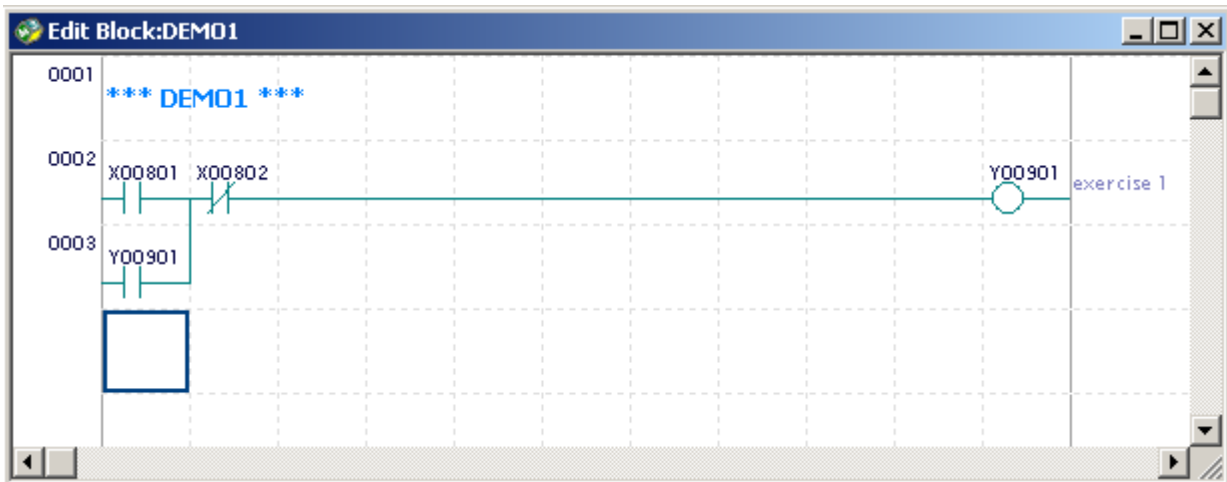 Edit Block:DEMO1
0001
*** DEMO1 ***
0002
X00801 X00802 Y00901 exercise 1
0003
Y00901